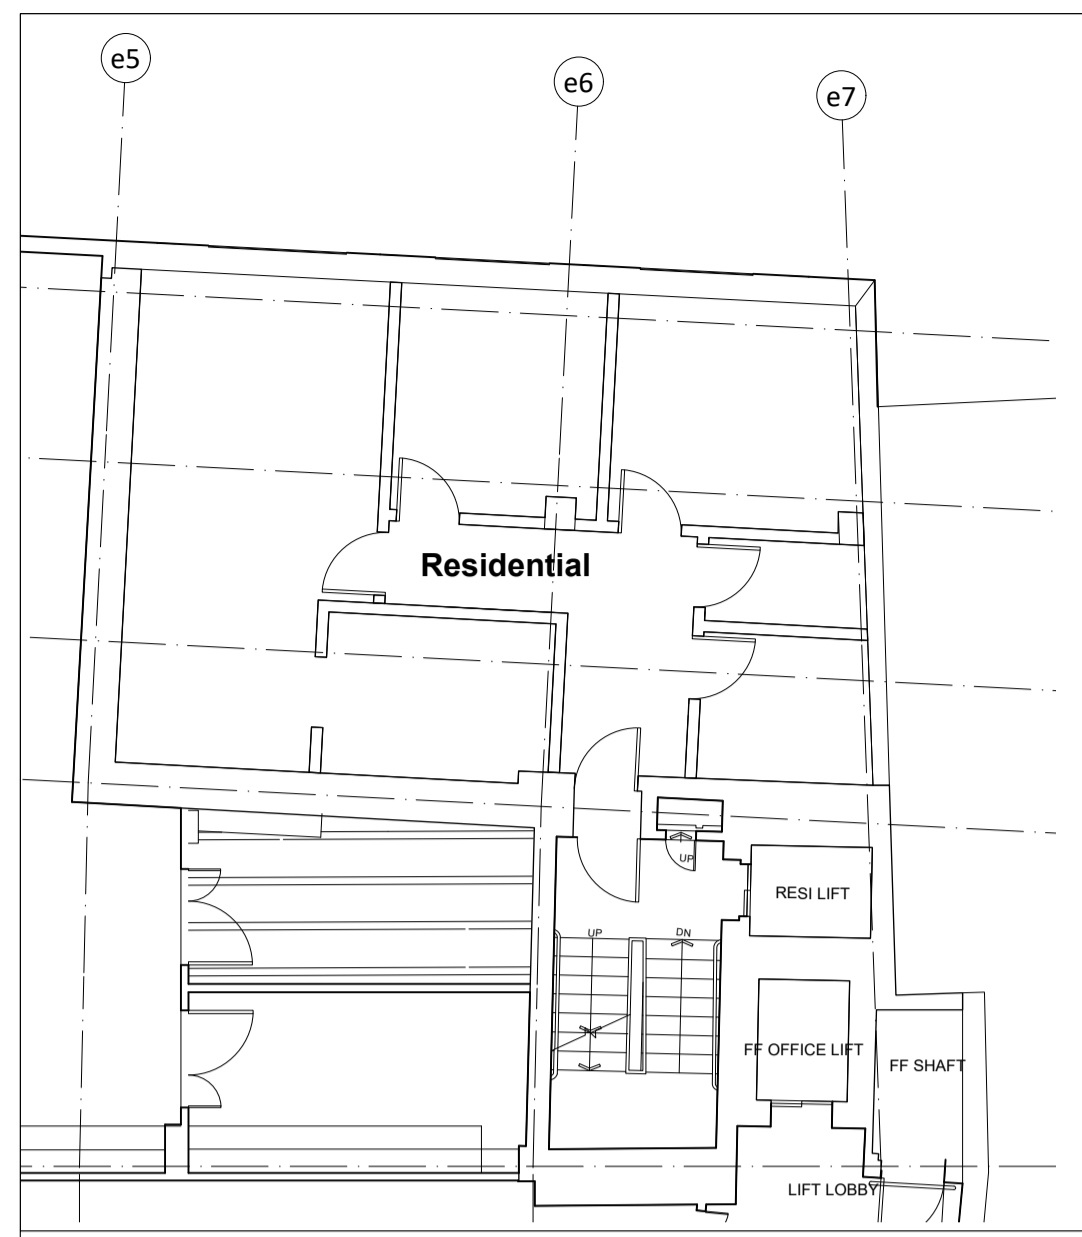 e5
e6
e7
Residential
UP
RESI LIFT
UP
DN
FF OFFICE LIFT
FF SHAFT
LIFT LOBBY